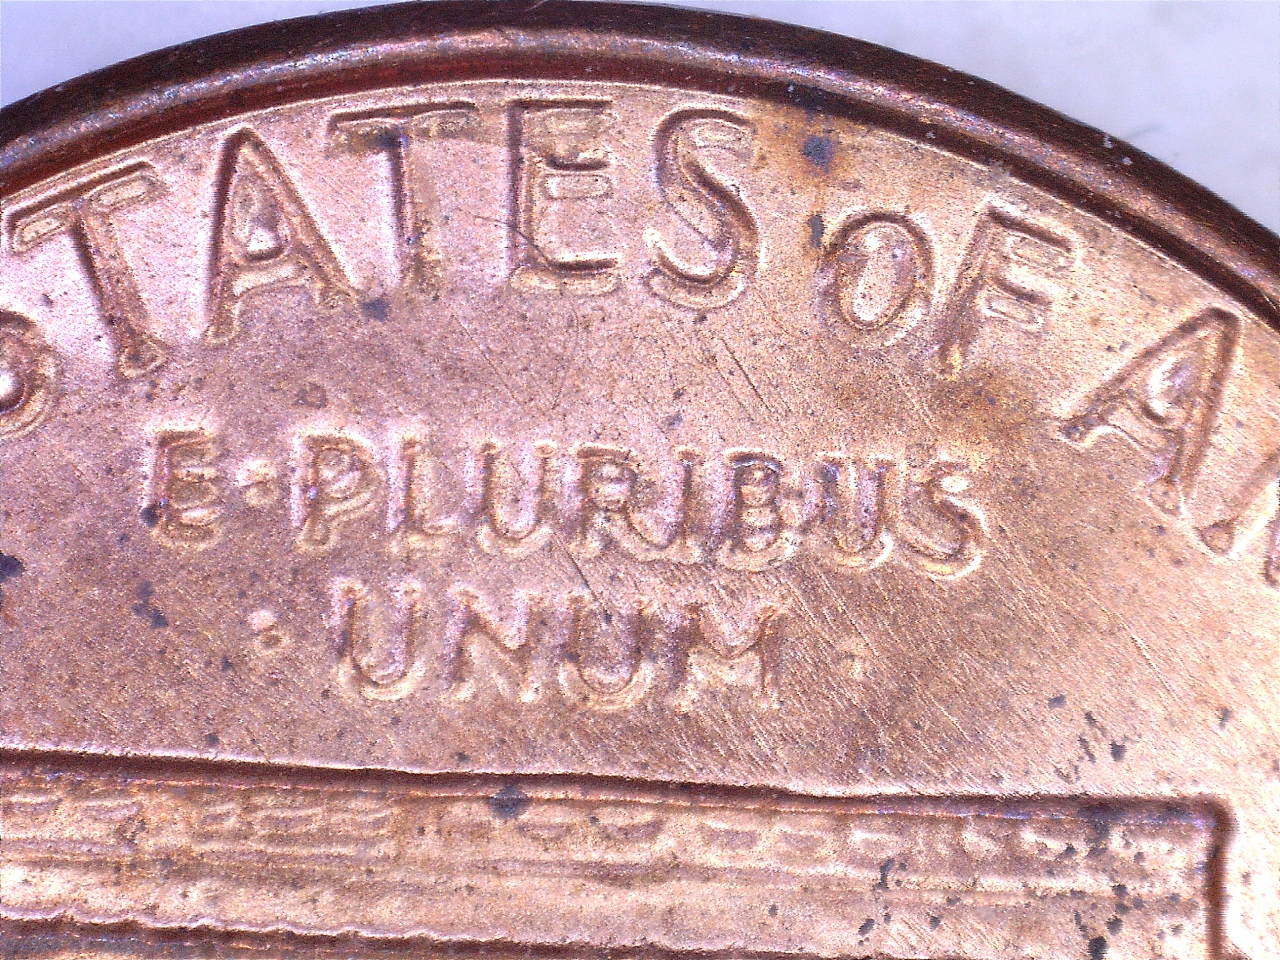 STATES OF A
E·PLURIBUS
·UNUM·